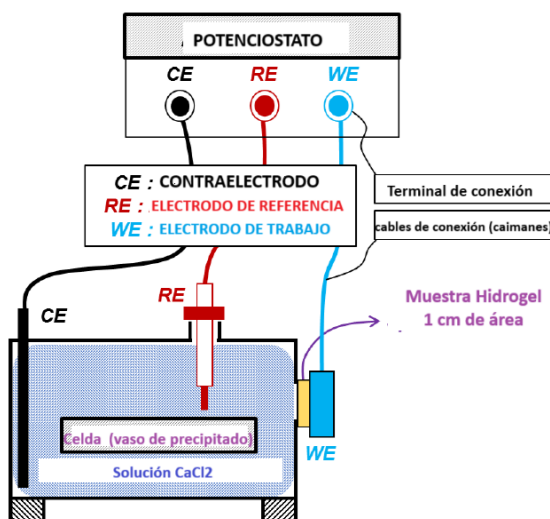 POTENCIOSTATO
CE RE WE
CE : CONTRAELECTRODO
RE : ELECTRODO DE REFERENCIA
WE : ELECTRODO DE TRABAJO
Terminal de conexión
cables de conexión (caimanes)
RE
CE
Muestra Hidrogel
1 cm de área
Celda (vaso de precipitado)
WE
Solución CaCl2